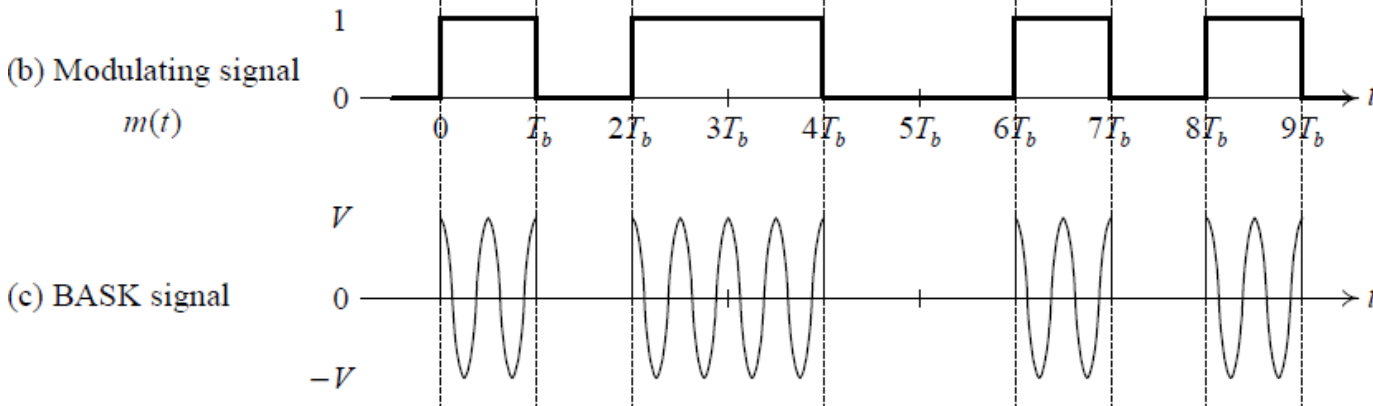 1
(b) Modulating signal
0
t
m(t)
0 T_b 2T_b 3T_b 4T_b 5T_b 6T_b 7T_b 8T_b 9T_b
V
(c) BASK signal
0
t
−V